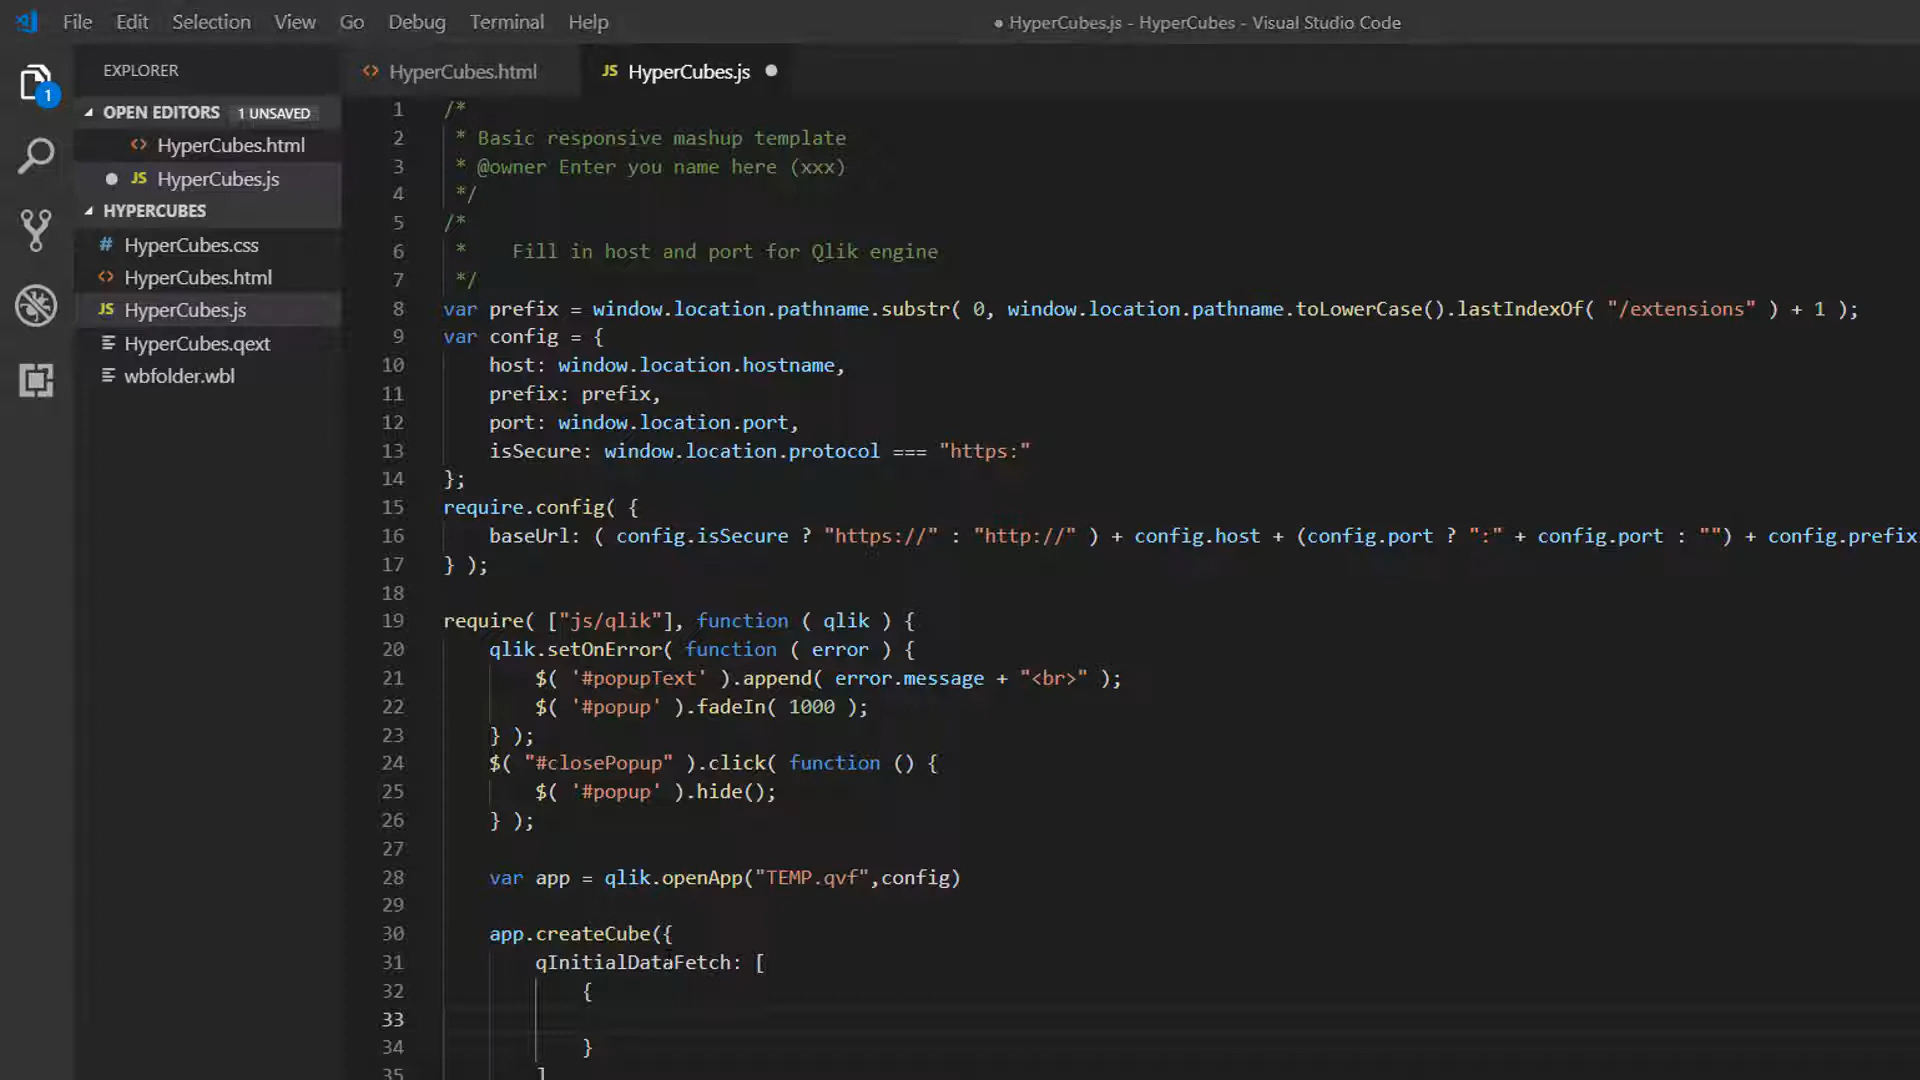 File Edit Selection View Go Debug Terminal Help
● HyperCubes.js - HyperCubes - Visual Studio Code
EXPLORER
OPEN EDITORS 1 UNSAVED
<> HyperCubes.html
● JS HyperCubes.js
HYPERCUBES
# HyperCubes.css
<> HyperCubes.html
JS HyperCubes.js
HyperCubes.qext
wbfolder.wbl
1
<> HyperCubes.html
JS HyperCubes.js ●
1 /*
2 * Basic responsive mashup template
3 * @owner Enter you name here (xxx)
4 */
5 /*
6 *    Fill in host and port for Qlik engine
7 */
8 var prefix = window.location.pathname.substr( 0, window.location.pathname.toLowerCase().lastIndexOf( "/extensions" ) + 1 );
9 var config = {
10     host: window.location.hostname,
11     prefix: prefix,
12     port: window.location.port,
13     isSecure: window.location.protocol === "https:"
14 };
15 require.config( {
16     baseUrl: ( config.isSecure ? "https://" : "http://" ) + config.host + (config.port ? ":" + config.port : "") + config.prefix
17 } );
18
19 require( ["js/qlik"], function ( qlik ) {
20     qlik.setOnError( function ( error ) {
21         $( '#popupText' ).append( error.message + "<br>" );
22         $( '#popup' ).fadeIn( 1000 );
23     } );
24     $( "#closePopup" ).click( function () {
25         $( '#popup' ).hide();
26     } );
27
28     var app = qlik.openApp("TEMP.qvf",config)
29
30     app.createCube({
31         qInitialDataFetch: [
32             {
33
34             }
35         ]